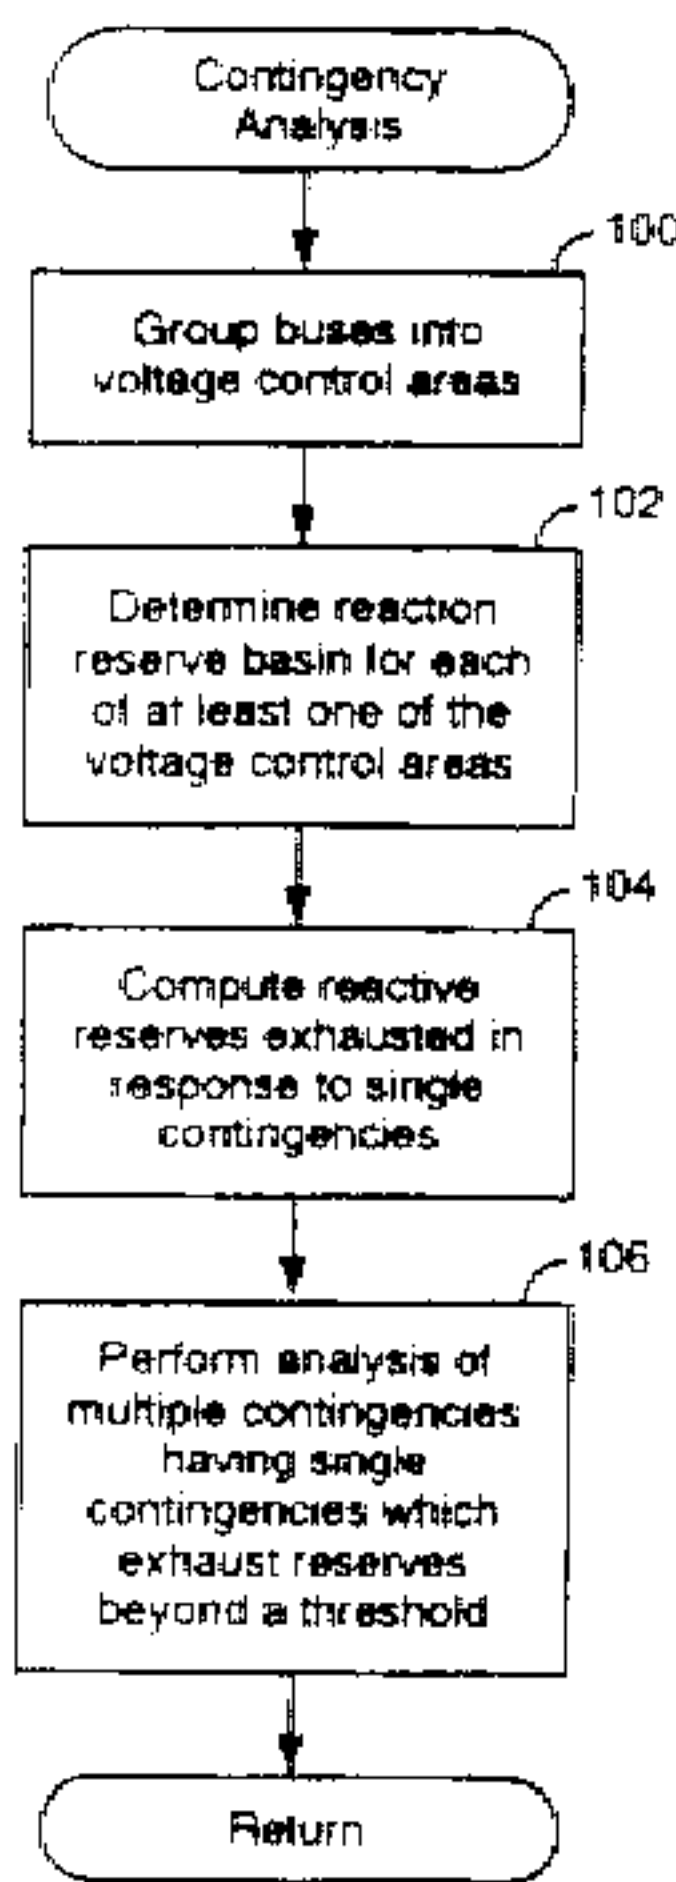 Contingency
Analysis
100
Group buses into
voltage control areas
102
Determine reaction
reserve basin for each
of at least one of the
voltage control areas
104
Compute reactive
reserves exhausted in
response to single
contingencies
106
Perform analysis of
multiple contingencies
having single
contingencies which
exhaust reserves
beyond a threshold
Return